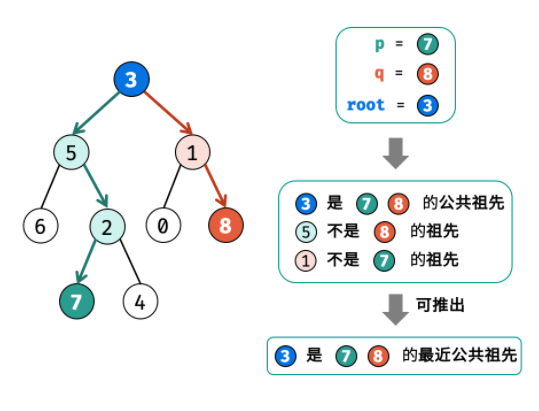 3
5
1
6
2
0
8
7
4
p = 7
q = 8
root = 3
3 是 7 8 的公共祖先
5 不是 8 的祖先
1 不是 7 的祖先
可推出
3 是 7 8 的最近公共祖先